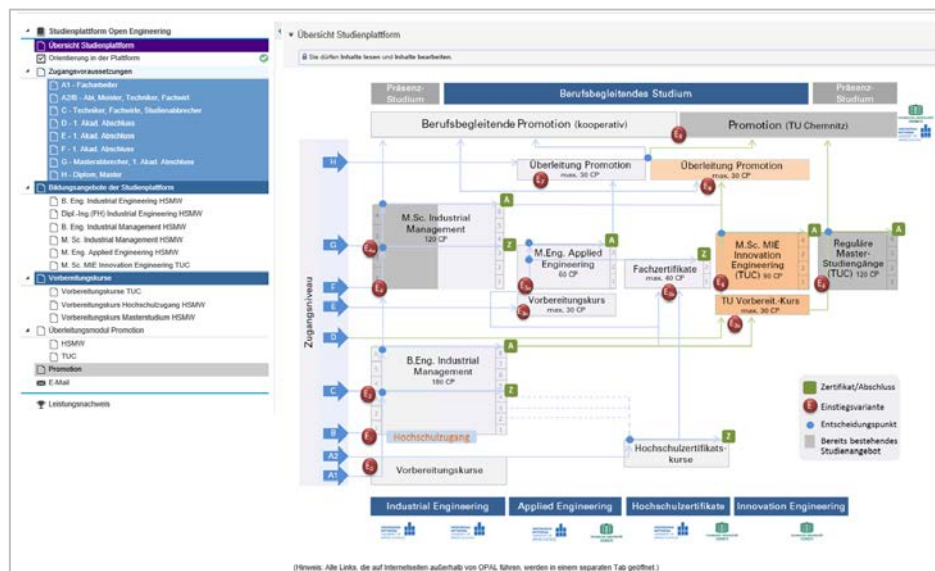 Studienplattform Open Engineering
Übersicht Studienplattform
Orientierung in der Plattform
Zugangsvoraussetzungen
A1 - Facharbeiter
A2/B - Abi, Meister, Techniker, Fachwirt
C - Techniker, Fachwirte, Studienabbrecher
D - 1. Akad. Abschluss
E - 1. Akad. Abschluss
F - 1. Akad. Abschluss
G - Masterabbrecher, 1. Akad. Abschluss
H - Diplom, Master
Bildungsangebote der Studienplattform
B. Eng. Industrial Engineering HSMW
Dipl.-Ing.(FH) Industrial Engineering HSMW
B. Eng. Industrial Management HSMW
M. Sc. Industrial Management HSMW
M. Eng. Applied Engineering HSMW
M. Sc. MIE Innovation Engineering TUC
Vorbereitungskurse
Vorbereitungskurse TUC
Vorbereitungskurs Hochschulzugang HSMW
Vorbereitungskurs Masterstudium HSMW
Überleitungsmodul Promotion
HSMW
TUC
Promotion
E-Mail
Leistungsnachweis
Übersicht Studienplattform
Sie dürfen Inhalte lesen und Inhalte bearbeiten.
Präsenz-
Studium
Berufsbegleitendes Studium
Präsenz-
Studium
Berufsbegleitende Promotion (kooperativ)
Promotion (TU Chemnitz)
H
Überleitung Promotion
max. 30 CP
Überleitung Promotion
max. 30 CP
Zugangsniveau
M.Sc. Industrial
Management
120 CP
A
Z
G
M.Eng. Applied
Engineering
60 CP
A
Fachzertifikate
max. 40 CP
Z
M.Sc. MIE
Innovation
Engineering
(TUC) 90 CP
A
Reguläre
Master-
Studiengänge
(TUC) 120 CP
A
F
E
Vorbereitungskurs
max. 30 CP
TU Vorbereit.-Kurs
max. 30 CP
D
B.Eng. Industrial
Management
180 CP
A
Z
C
B
Hochschulzugang
A2
A1
Vorbereitungskurse
Hochschulzertifikats-
kurse
Z
A
Z
Zertifikat/Abschluss
E
Einstiegsvariante
Entscheidungspunkt
Bereits bestehendes
Studienangebot
Industrial Engineering
Applied Engineering
Hochschulzertifikate
Innovation Engineering
(Hinweis: Alle Links, die auf Internetseiten außerhalb von OPAL führen, werden in einem separaten Tab geöffnet.)